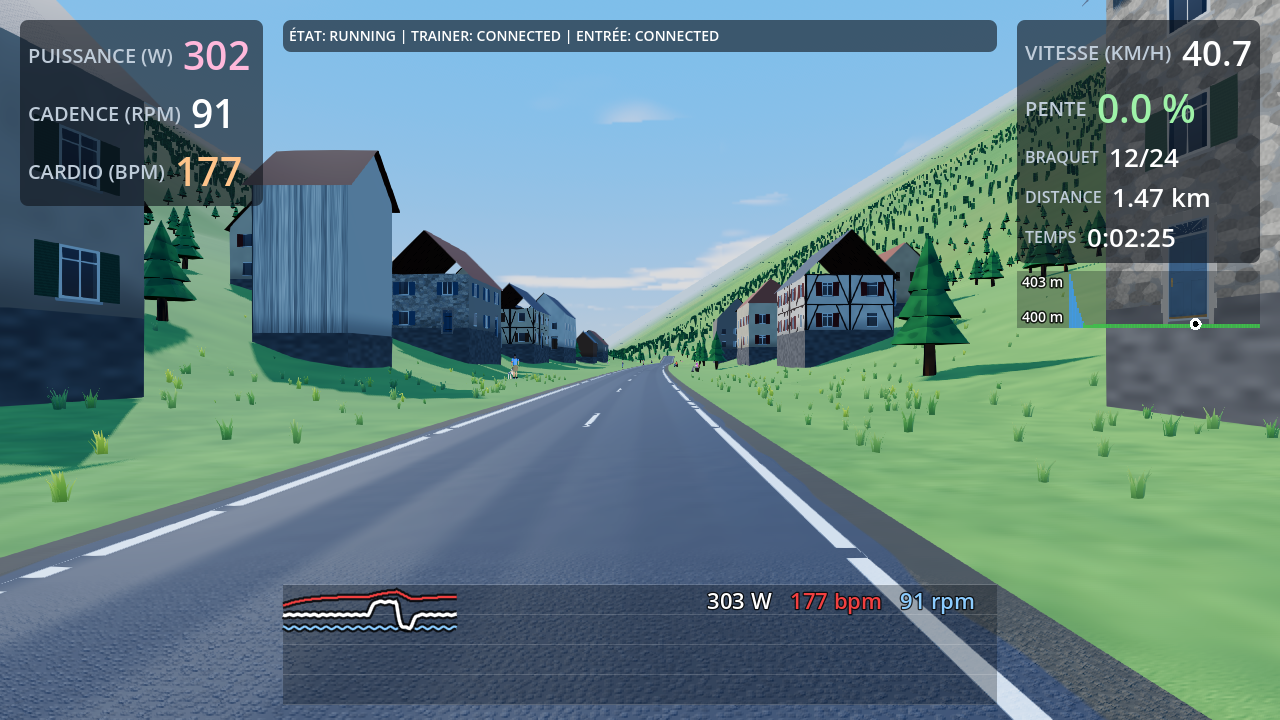 PUISSANCE (W) 302
CADENCE (RPM) 91
CARDIO (BPM) 177
ÉTAT: RUNNING | TRAINER: CONNECTED | ENTRÉE: CONNECTED
VITESSE (KM/H) 40.7
PENTE 0.0 %
BRAQUET 12/24
DISTANCE 1.47 km
TEMPS 0:02:25
403 m
400 m
303 W 177 bpm 91 rpm